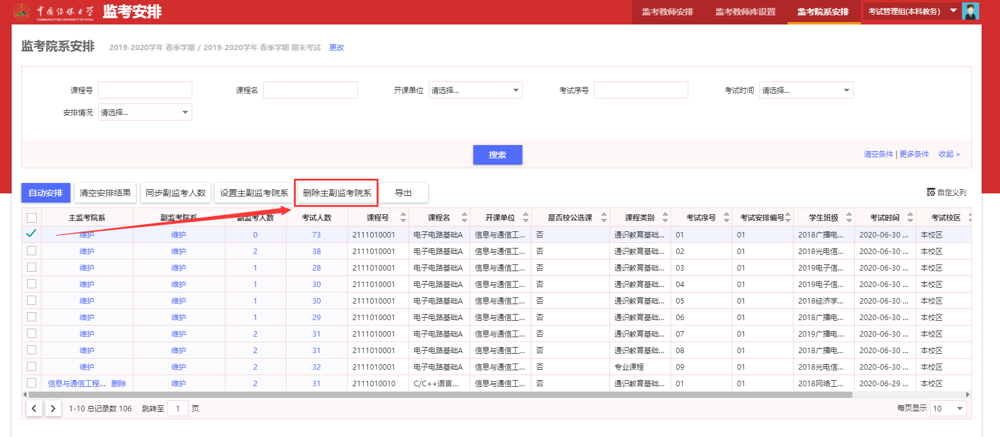 中国传媒大学 监考安排 监考教师安排 监考教师库设置 监考院系安排 考试管理组(本科教务)
COMMUNICATION UNIVERSITY OF CHINA
监考院系安排 2019-2020学年 春季学期 / 2019-2020学年 春季学期 期末考试 更改
课程号 课程名 开课单位 请选择... 考试序号 考试时间 请选择...
安排情况 请选择...
搜索 清空条件 | 更多条件 收起 >
自动安排 清空安排结果 同步副监考人数 设置主副监考院系 删除主副监考院系 导出 自定义列
主监考院系 副监考院系 副监考人数 考试人数 课程号 课程名 开课单位 是否校公选课 课程类别 考试序号 考试安排编号 学生班级 考试时间 考试校区
维护 维护 0 73 2111010001 电子电路基础A 信息与通信工... 否 通识教育基础... 01 01 2018广播电... 2020-06-30 ... 本校区
维护 维护 2 38 2111010001 电子电路基础A 信息与通信工... 否 通识教育基础... 02 01 2018光电信... 2020-06-30 ... 本校区
维护 维护 1 28 2111010001 电子电路基础A 信息与通信工... 否 通识教育基础... 03 01 2019电子信... 2020-06-30 ... 本校区
维护 维护 1 30 2111010001 电子电路基础A 信息与通信工... 否 通识教育基础... 04 01 2019电子信... 2020-06-30 ... 本校区
维护 维护 1 30 2111010001 电子电路基础A 信息与通信工... 否 通识教育基础... 05 01 2018经济学... 2020-06-30 ... 本校区
维护 维护 1 29 2111010001 电子电路基础A 信息与通信工... 否 通识教育基础... 06 01 2018广播电... 2020-06-30 ... 本校区
维护 维护 2 31 2111010001 电子电路基础A 信息与通信工... 否 通识教育基础... 07 01 2019广播电... 2020-06-30 ... 本校区
维护 维护 2 31 2111010001 电子电路基础A 信息与通信工... 否 通识教育基础... 08 01 2018广播电... 2020-06-30 ... 本校区
维护 维护 2 32 2111010001 电子电路基础A 信息与通信工... 否 专业课程 09 01 2018光电信... 2020-06-30 ... 本校区
信息与通信工程... 删除 维护 2 31 2111010010 C/C++语言... 信息与通信工... 否 通识教育基础... 01 01 2018网络工... 2020-06-29 ... 本校区
1-10 总记录数 106 跳转至 1 页 每页显示 10